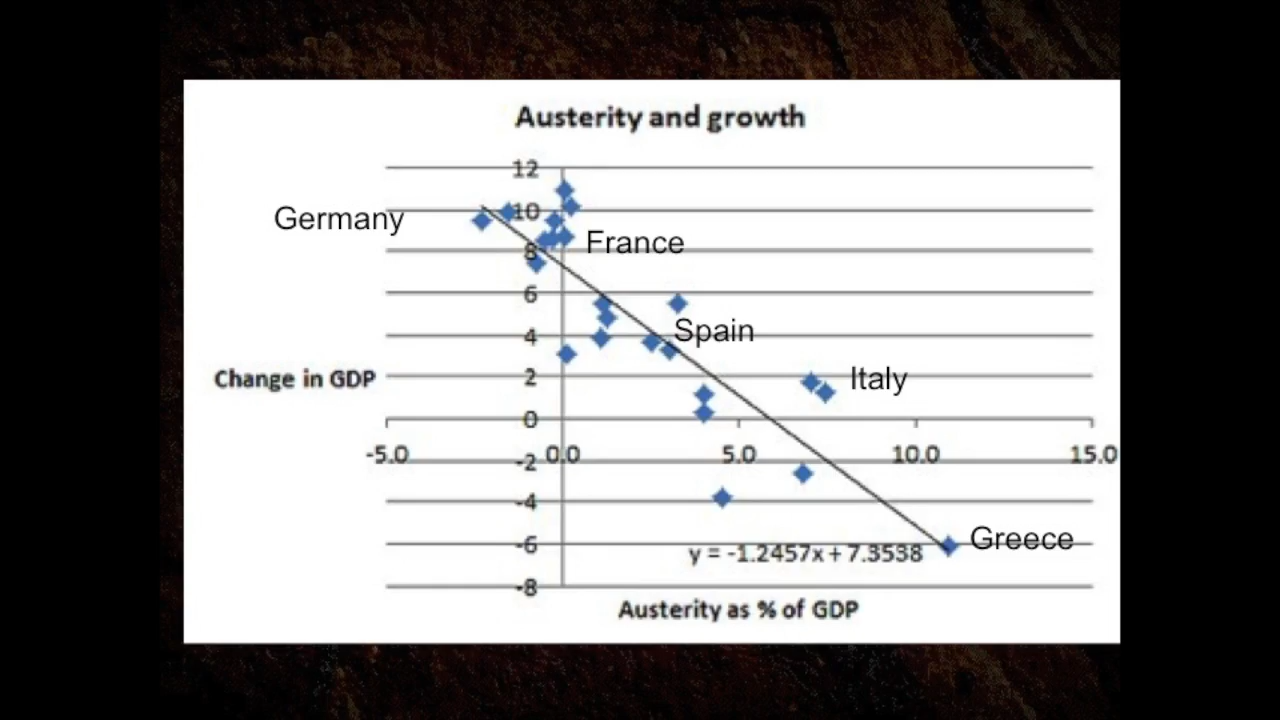 Austerity and growth
12
Germany
10
France
8
6
Spain
4
Change in GDP
2
Italy
0
-5.0 0.0 5.0 10.0 15.0
-2
-4
-6
Greece
y = -1.2457x + 7.3538
-8
Austerity as % of GDP